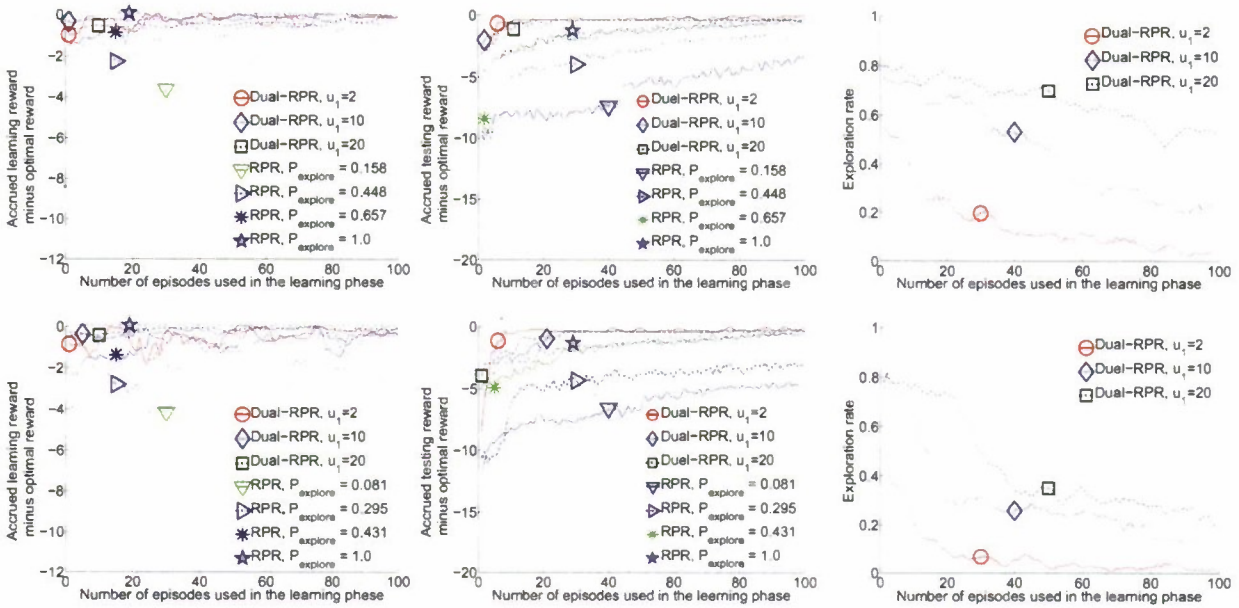 Accrued learning reward
minus optimal reward
0
−2
−4
−6
−8
−10
−12
Dual−RPR, u1=2
Dual−RPR, u1=10
Dual−RPR, u1=20
RPR, Pexplore = 0.158
RPR, Pexplore = 0.448
RPR, Pexplore = 0.657
RPR, Pexplore = 1.0
0 20 40 60 80 100
Number of episodes used in the learning phase
Accrued testing reward
minus optimal reward
0
−5
−10
−15
−20
Duel−RPR, u1=2
Dual−RPR, u1=10
Duel−RPR, u1=20
RPR, Pexplore = 0.158
RPR, Pexplore = 0.448
RPR, Pexplore = 0.657
RPR, Pexplore = 1.0
0 20 40 60 80 100
Number of episodes used in the learning phase
Exploration rate
1
0.8
0.6
0.4
0.2
0
Dual−RPR, u1=2
Dual−RPR, u1=10
Dual−RPR, u1=20
0 20 40 60 80 100
Number of episodes used in the learning phase
Accrued learning reward
minus optimal reward
0
−2
−4
−6
−8
−10
−12
Dual−RPR, u1=2
Dual−RPR, u1=10
Dual−RPR, u1=20
RPR, Pexplore = 0.081
RPR, Pexplore = 0.295
RPR, Pexplore = 0.431
RPR, Pexplore = 1.0
0 20 40 60 80 100
Number of episodes used in the learning phase
Accrued testing reward
minus optimal reward
0
−5
−10
−15
−20
Dual−RPR, u1=2
Dual−RPR, u1=10
Duel−RPR, u1=20
RPR, Pexplore = 0.081
RPR, Pexplore = 0.295
RPR, Pexplore = 0.431
RPR, Pexplore = 1.0
0 20 40 60 80 100
Number of episodes used in the learning phase
Exploration rate
1
0.8
0.6
0.4
0.2
0
Dual−RPR, u1=2
Dual−RPR, u1=10
Dual−RPR, u1=20
0 20 40 60 80 100
Number of episodes used in the learning phase